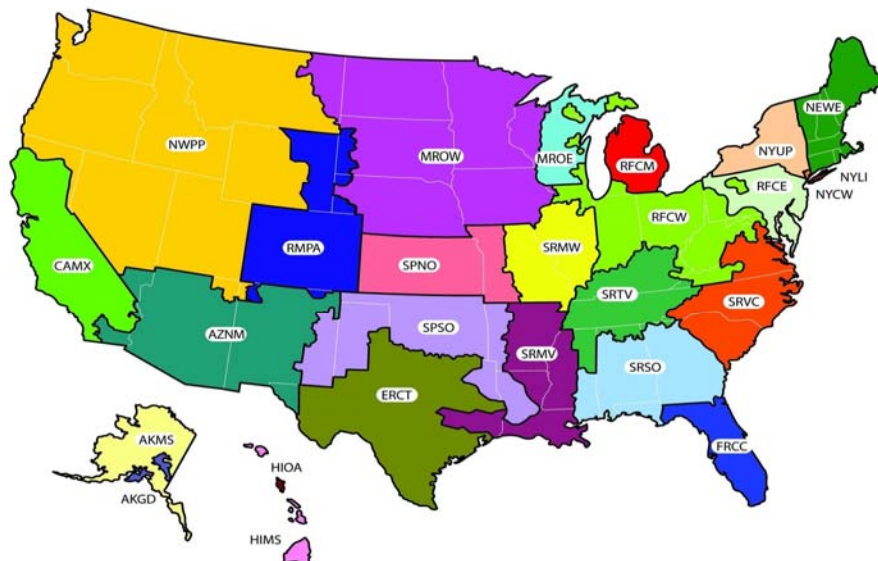 NEWE
NWPP
MROW
MROE
RFCM
NYUP
NYLI
RFCE
NYCW
RFCW
SRMW
RMPA
SPNO
CAMX
SRTV
SRVC
AZNM
SPSO
SRMV
SRSO
ERCT
AKMS
FRCC
HIOA
AKGD
HIMS